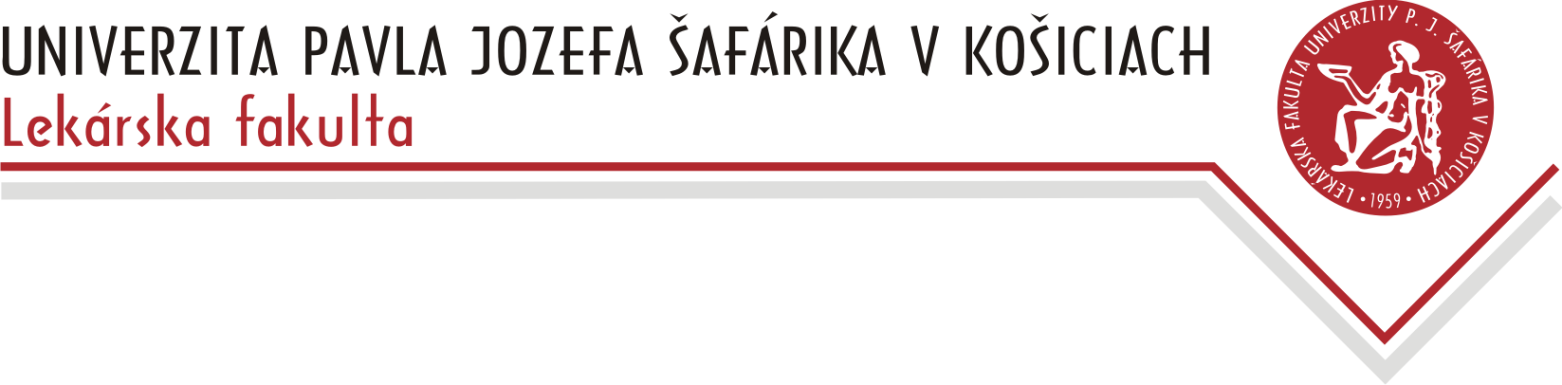 UNIVERZITA PAVLA JOZEFA ŠAFÁRIKA V KOŠICIACH
Lekárska fakulta
LEKÁRSKA FAKULTA UNIVERZITY P. J. ŠAFÁRIKA V KOŠICIACH
• 1959 •